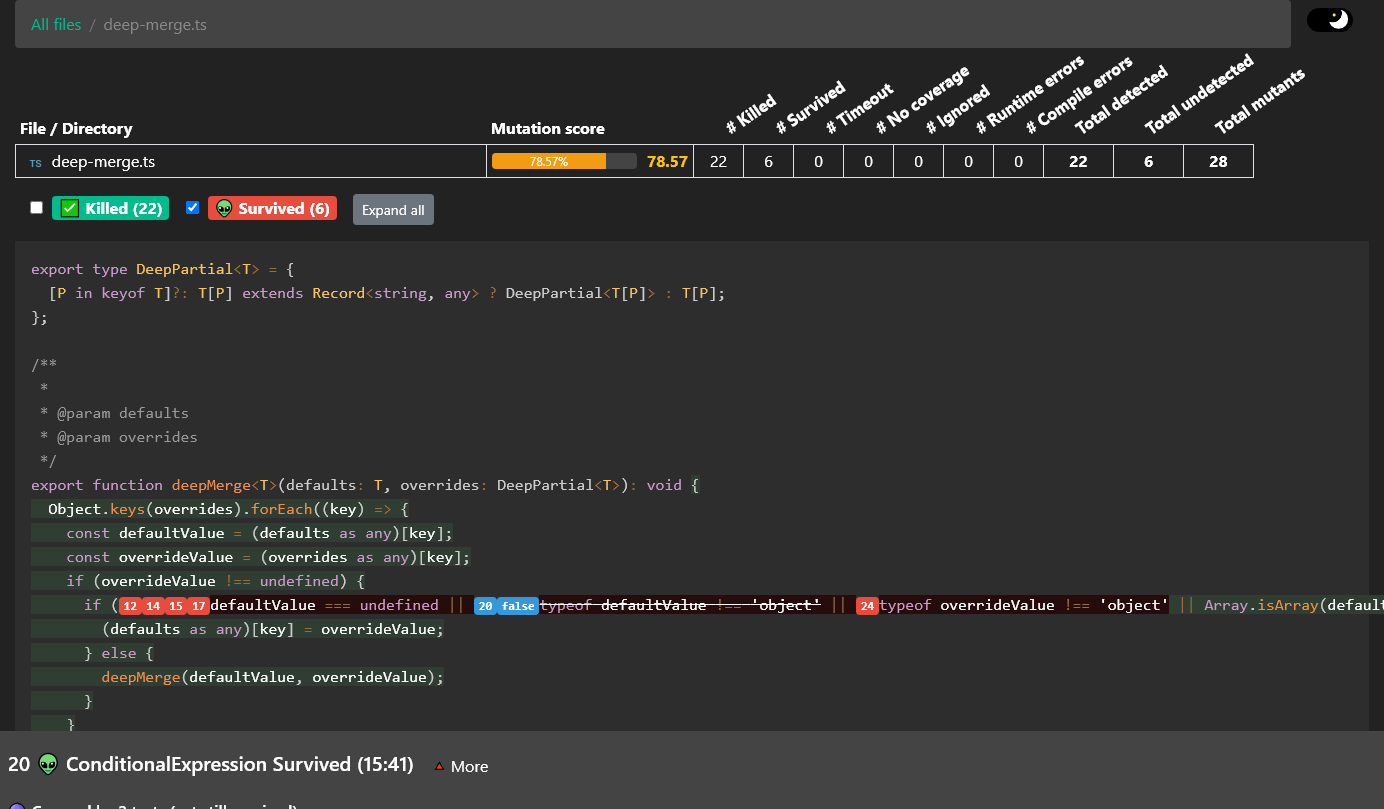 All files / deep-merge.ts
# Killed
# Survived
# Timeout
# No coverage
# Ignored
# Runtime errors
# Compile errors
Total detected
Total undetected
Total mutants
File / Directory Mutation score
TS deep-merge.ts 78.57% 78.57 22 6 0 0 0 0 0 22 6 28
Killed (22) Survived (6) Expand all
export type DeepPartial<T> = {
[P in keyof T]?: T[P] extends Record<string, any> ? DeepPartial<T[P]> : T[P];
};
/**
*
* @param defaults
* @param overrides
*/
export function deepMerge<T>(defaults: T, overrides: DeepPartial<T>): void {
Object.keys(overrides).forEach((key) => {
const defaultValue = (defaults as any)[key];
const overrideValue = (overrides as any)[key];
if (overrideValue !== undefined) {
if (12 14 15 17 defaultValue === undefined || 20 false typeof defaultValue !== 'object' || 24 typeof overrideValue !== 'object' || Array.isArray(default
(defaults as any)[key] = overrideValue;
} else {
deepMerge(defaultValue, overrideValue);
}
}
20 ConditionalExpression Survived (15:41) More